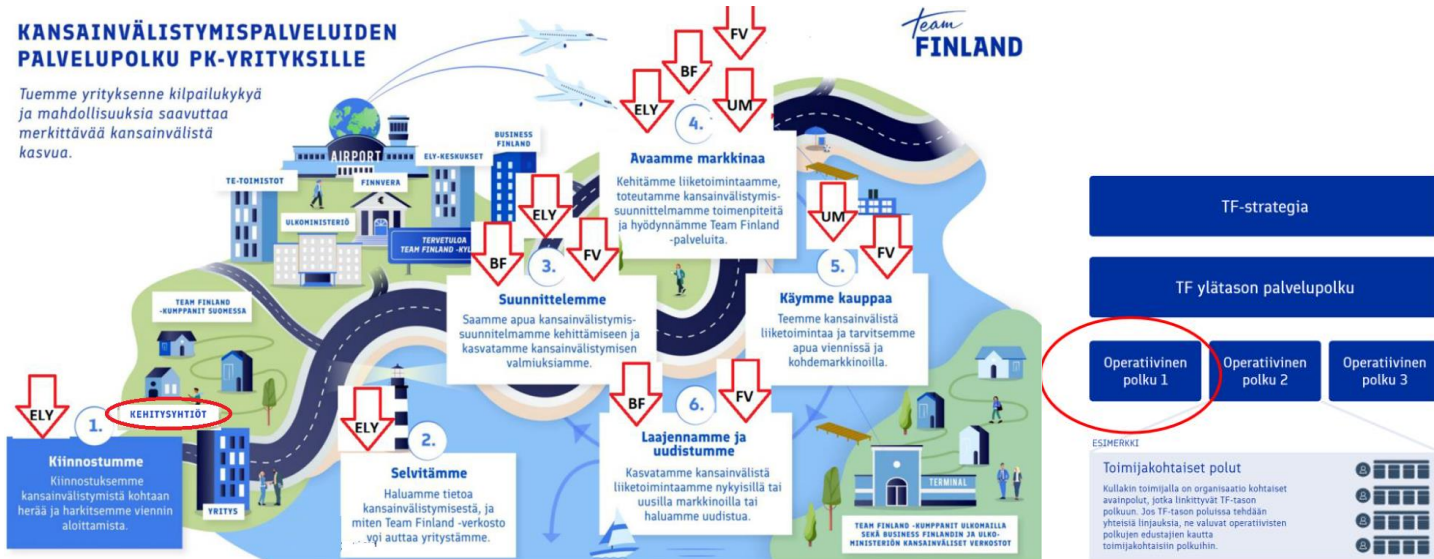 KANSAINVÄLISTYMISPALVELUIDEN
PALVELUPOLKU PK-YRITYKSILLE
Tuemme yrityksenne kilpailukykyä
ja mahdollisuuksia saavuttaa
merkittävää kansainvälistä
kasvua.
team
FINLAND
AIRPORT
TE-TOIMISTOT
FINNVERA
ELY-KESKUKSET
BUSINESS
FINLAND
ULKOMINISTERIÖ
TERVETULOA
TEAM FINLAND
TEAM FINLAND
-KUMPPANIT SUOMESSA
KEHITYSYHTIÖT
YRITYS
ELY
1.
Kiinnostumme
Kiinnostuksemme
kansainvälistymistä kohtaan
herää ja harkitsemme viennin
aloittamista.
ELY
2.
Selvitämme
Haluamme tietoa
kansainvälistymisestä, ja
miten Team Finland -verkosto
voi auttaa yritystämme.
BF
ELY
FV
3.
Suunnittelemme
Saamme apua kansainvälistymis-
suunnitelmamme kehittämiseen ja
kasvatamme kansainvälistymisen
valmiuksiamme.
ELY
BF
FV
UM
4.
Avaamme markkinaa
Kehitämme liiketoimintaamme,
toteutamme kansainvälistymis-
suunnitelmamme toimenpiteitä
ja hyödynnämme Team Finland
-palveluita.
UM
FV
5.
Käymme kauppaa
Teemme kansainvälistä
liiketoimintaa ja tarvitsemme
apua viennissä ja
kohdemarkkinoilla.
BF
FV
6.
Laajennamme ja
uudistumme
Kasvatamme kansainvälistä
liiketoimintaamme nykyisillä tai
uusilla markkinoilla tai
haluamme uudistua.
TERMINAL
TEAM FINLAND -KUMPPANIT ULKOMAILLA
SEKÄ BUSINESS FINLANDIN JA ULKO-
MINISTERIÖN KANSAINVÄLISET VERKOSTOT
TF-strategia
TF ylätason palvelupolku
Operatiivinen
polku 1
Operatiivinen
polku 2
Operatiivinen
polku 3
ESIMERKKI
Toimijakohtaiset polut
Kullakin toimijalla on organisaatio kohtaiset
avainpolut, jotka linkittyvät TF-tason
polkuun. Jos TF-tason poluissa tehdään
yhteisiä linjauksia, ne valuvat operatiivisten
polkujen edustajien kautta
toimijakohtaisiin polkuihin.